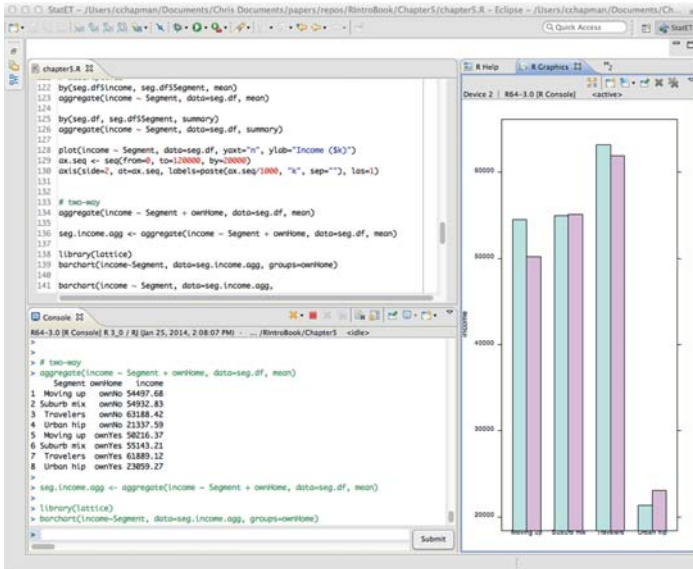 StatET - /Users/cchapman/Documents/Chris Documents/papers/repos/RIntroBook/Chapter5/chapter5.R - Eclipse - /Users/cchapman/Documents/Ch...
Quick Access
StatET
chapter5.R
122 by(seg.df$income, seg.df$Segment, mean)
123 aggregate(income ~ Segment, data=seg.df, mean)
124
125 by(seg.df, seg.df$Segment, summary)
126 aggregate(income ~ Segment, data=seg.df, summary)
127
128 plot(income ~ Segment, data=seg.df, yaxt="n", ylab="Income ($k)")
129 ax.seq <- seq(from=0, to=120000, by=20000)
130 axis(side=2, at=ax.seq, labels=paste(ax.seq/1000, "k", sep=""), las=1)
131
132
133 # two-way
134 aggregate(income ~ Segment + ownHome, data=seg.df, mean)
135
136 seg.income.agg <- aggregate(income ~ Segment + ownHome, data=seg.df, mean)
137
138 library(lattice)
139 barchart(income~Segment, data=seg.income.agg, groups=ownHome)
140
141 barchart(income ~ Segment, data=seg.income.agg,
Console
R64-3.0 [R Console] R 3_0 / RJ (Jan 25, 2014, 2:08:07 PM) - .../RIntroBook/Chapter5 <idle>
>
>
> # two-way
> aggregate(income ~ Segment + ownHome, data=seg.df, mean)
Segment ownHome income
1 Moving up ownNo 54497.68
2 Suburb mix ownNo 54932.83
3 Travelers ownNo 63188.42
4 Urban hip ownNo 21337.59
5 Moving up ownYes 50216.37
6 Suburb mix ownYes 55143.21
7 Travelers ownYes 61889.12
8 Urban hip ownYes 23059.27
>
> seg.income.agg <- aggregate(income ~ Segment + ownHome, data=seg.df, mean)
>
> library(lattice)
> barchart(income~Segment, data=seg.income.agg, groups=ownHome)
>
Submit
R Help
R Graphics
Device 2 | R64-3.0 [R Console] <active>
60000
50000
40000
income
20000
Moving up Suburb mix Travelers Urban hip